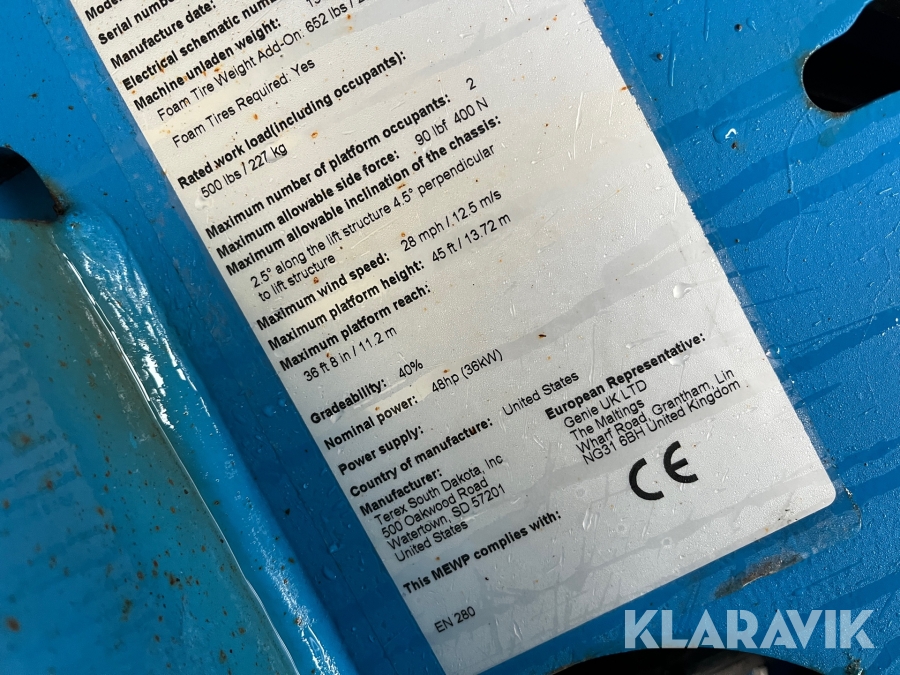 Model
Serial number
Manufacture date:
Electrical schematic
Machine unladen weight:
Foam Tire Weight Add-On: 652 lbs /
Foam Tires Required: Yes
Rated work load(including occupants):
500 lbs / 227 kg
Maximum number of platform occupants: 2
Maximum allowable side force: 90 lbf 400 N
Maximum allowable inclination of the chassis:
2.5° along the lift structure 4.5° perpendicular
to lift structure
Maximum wind speed: 28 mph / 12.5 m/s
Maximum platform height: 45 ft / 13.72 m
Maximum platform reach:
36 ft 8 in / 11.2 m
Gradeability: 40%
Nominal power: 48hp (36kW)
Power supply:
Country of manufacture: United States
Manufacturer:
Terex South Dakota, Inc
500 Oakwood Road
Watertown, SD 57201
United States
European Representative:
Genie UK LTD
The Maltings
Wharf Road, Grantham, Lin
NG31 6BH United Kingdom
CE
This MEWP complies with:
EN 280
KLARAVIK